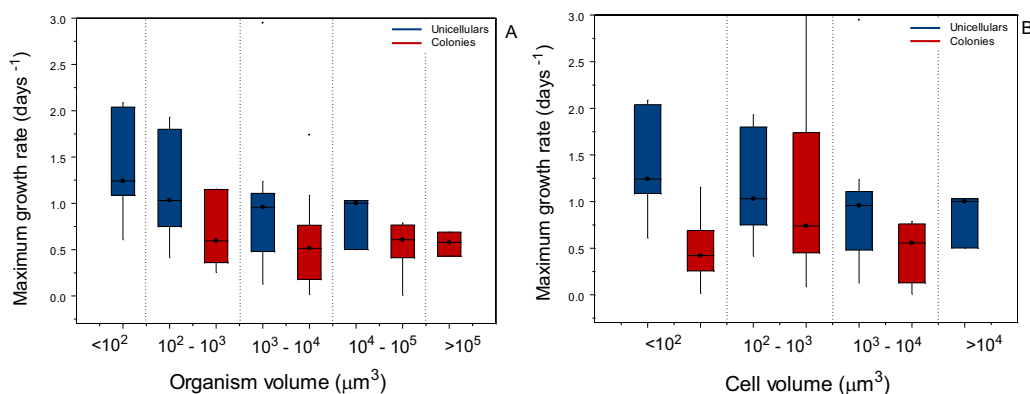 A
Unicellulars
Colonies
Maximum growth rate (days⁻¹)
3.0
2.5
2.0
1.5
1.0
0.5
0.0
<10² 10² - 10³ 10³ - 10⁴ 10⁴ - 10⁵ >10⁵
Organism volume (μm³)
B
Unicellulars
Colonies
Maximum growth rate (days⁻¹)
3.0
2.5
2.0
1.5
1.0
0.5
0.0
<10² 10² - 10³ 10³ - 10⁴ >10⁴
Cell volume (μm³)